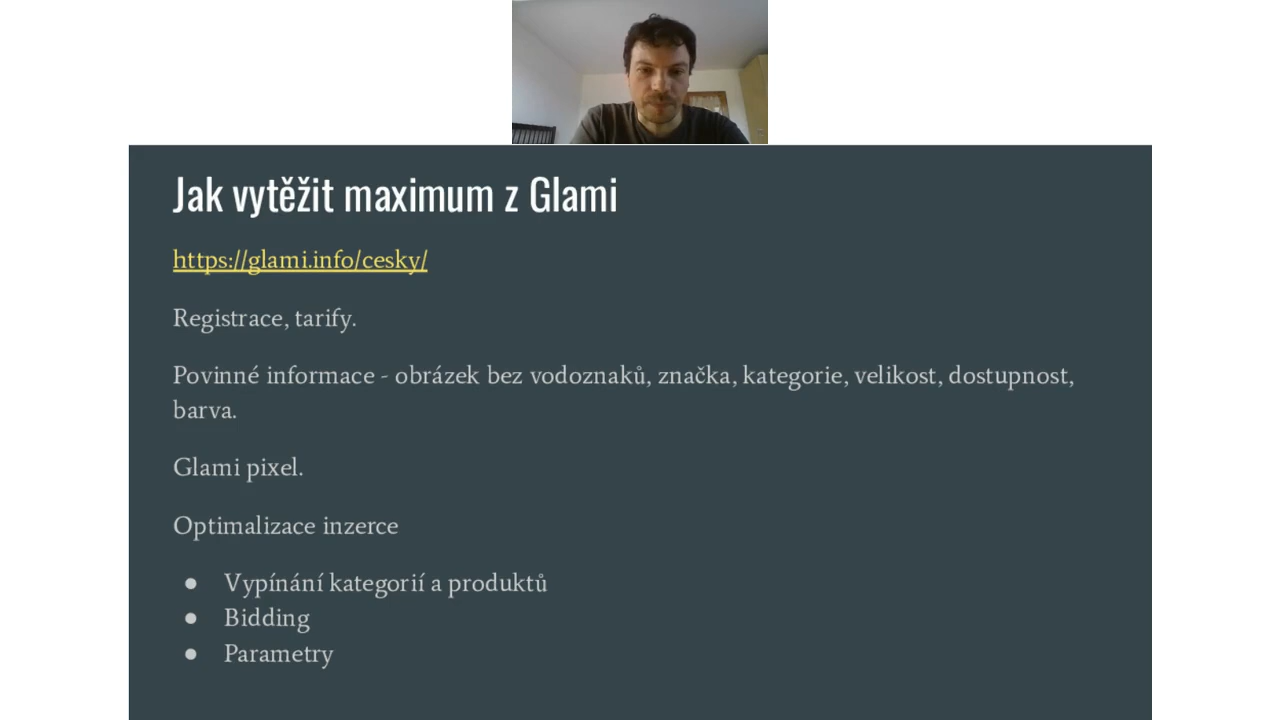 Jak vytěžit maximum z Glami
https://glami.info/cesky/
Registrace, tarify.
Povinné informace - obrázek bez vodoznaků, značka, kategorie, velikost, dostupnost,
barva.
Glami pixel.
Optimalizace inzerce
● Vypínání kategorií a produktů
● Bidding
● Parametry